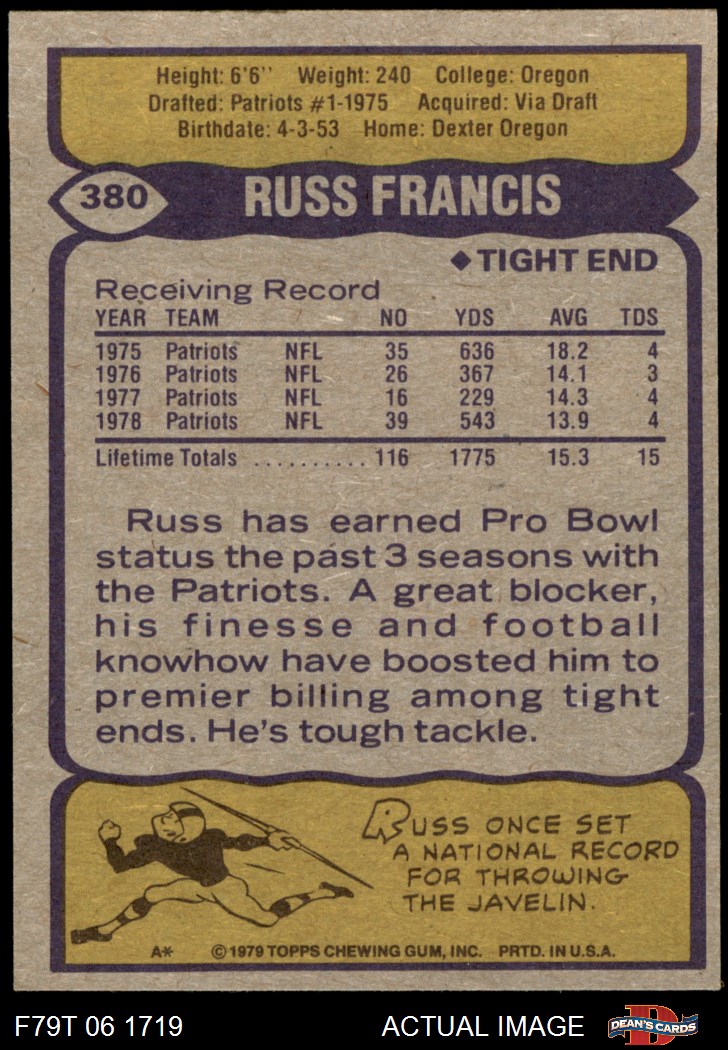 Height: 6'6'' Weight: 240 College: Oregon
Drafted: Patriots #1-1975 Acquired: Via Draft
Birthdate: 4-3-53 Home: Dexter Oregon
380 RUSS FRANCIS
◆TIGHT END
Receiving Record
YEAR TEAM NO YDS AVG TDS
1975 Patriots NFL 35 636 18.2 4
1976 Patriots NFL 26 367 14.1 3
1977 Patriots NFL 16 229 14.3 4
1978 Patriots NFL 39 543 13.9 4
Lifetime Totals .......... 116 1775 15.3 15
Russ has earned Pro Bowl
status the past 3 seasons with
the Patriots. A great blocker,
his finesse and football
knowhow have boosted him to
premier billing among tight
ends. He's tough tackle.
RUSS ONCE SET
A NATIONAL RECORD
FOR THROWING
THE JAVELIN.
A* ©1979 TOPPS CHEWING GUM, INC. PRTD. IN U.S.A.
F79T 06 1719 ACTUAL IMAGE D DEAN'S CARDS